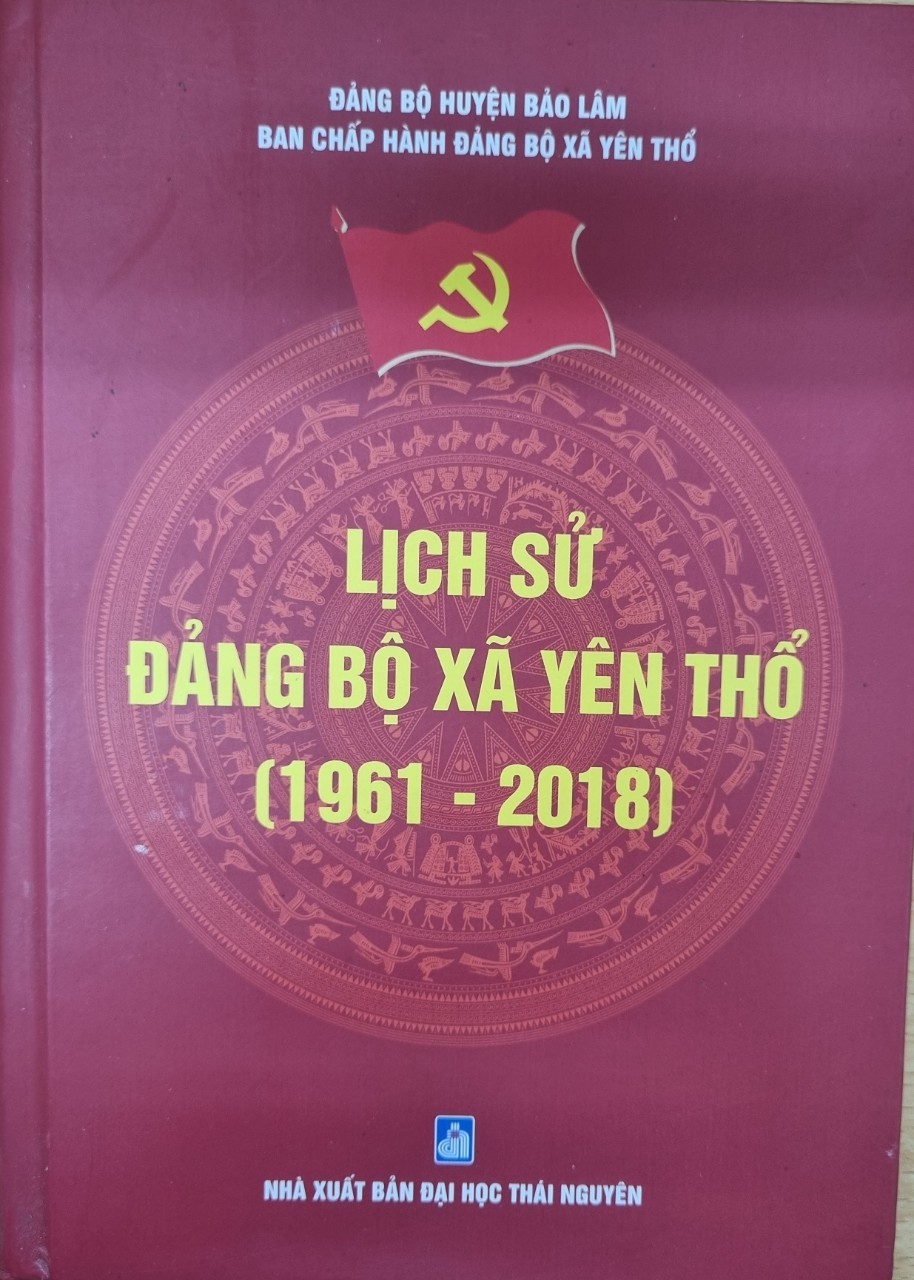 ĐẢNG BỘ HUYỆN BẢO LÂM
BAN CHẤP HÀNH ĐẢNG BỘ XÃ YÊN THỔ
LỊCH SỬ
ĐẢNG BỘ XÃ YÊN THỔ
(1961 - 2018)
NHÀ XUẤT BẢN ĐẠI HỌC THÁI NGUYÊN